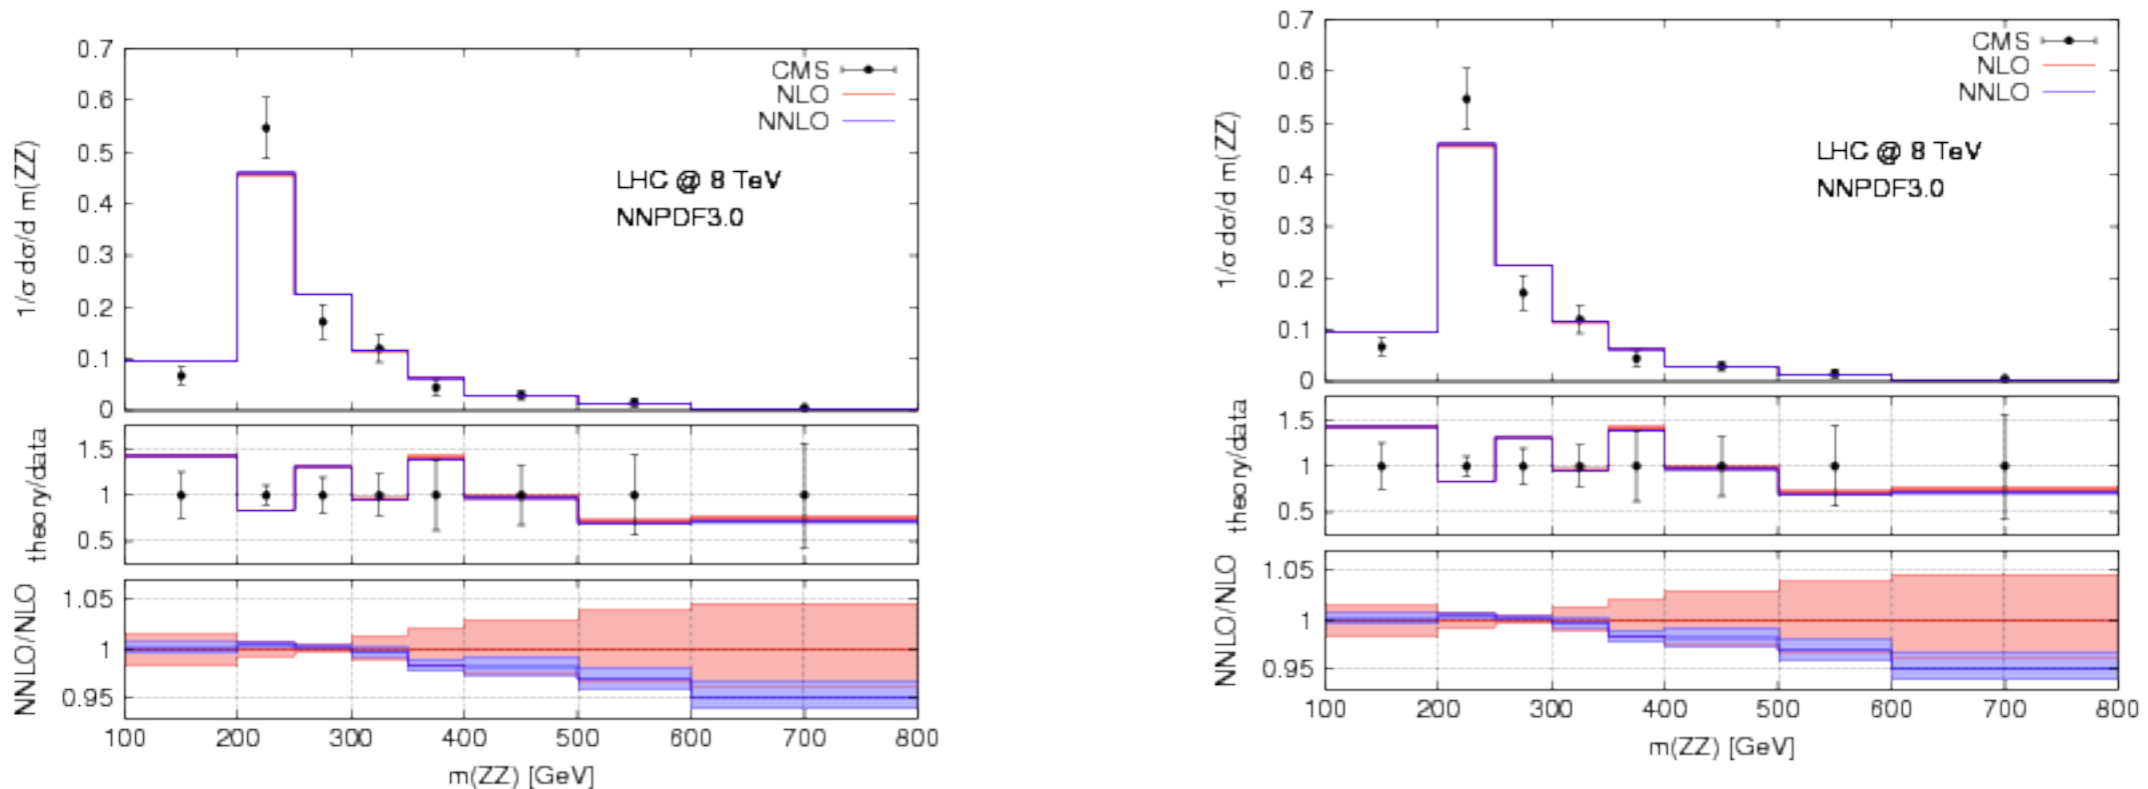 0.7
0.6
0.5
0.4
0.3
0.2
0.1
0
1/σ dσ/d m(ZZ)
CMS
NLO
NNLO
LHC @ 8 TeV
NNPDF3.0
1.5
1
0.5
theory/data
1.05
1
0.95
NNLO/NLO
100 200 300 400 500 600 700 800
m(ZZ) [GeV]
0.7
0.6
0.5
0.4
0.3
0.2
0.1
0
1/σ dσ/d m(ZZ)
CMS
NLO
NNLO
LHC @ 8 TeV
NNPDF3.0
1.5
1
0.5
theory/data
1.05
1
0.95
NNLO/NLO
100 200 300 400 500 600 700 800
m(ZZ) [GeV]